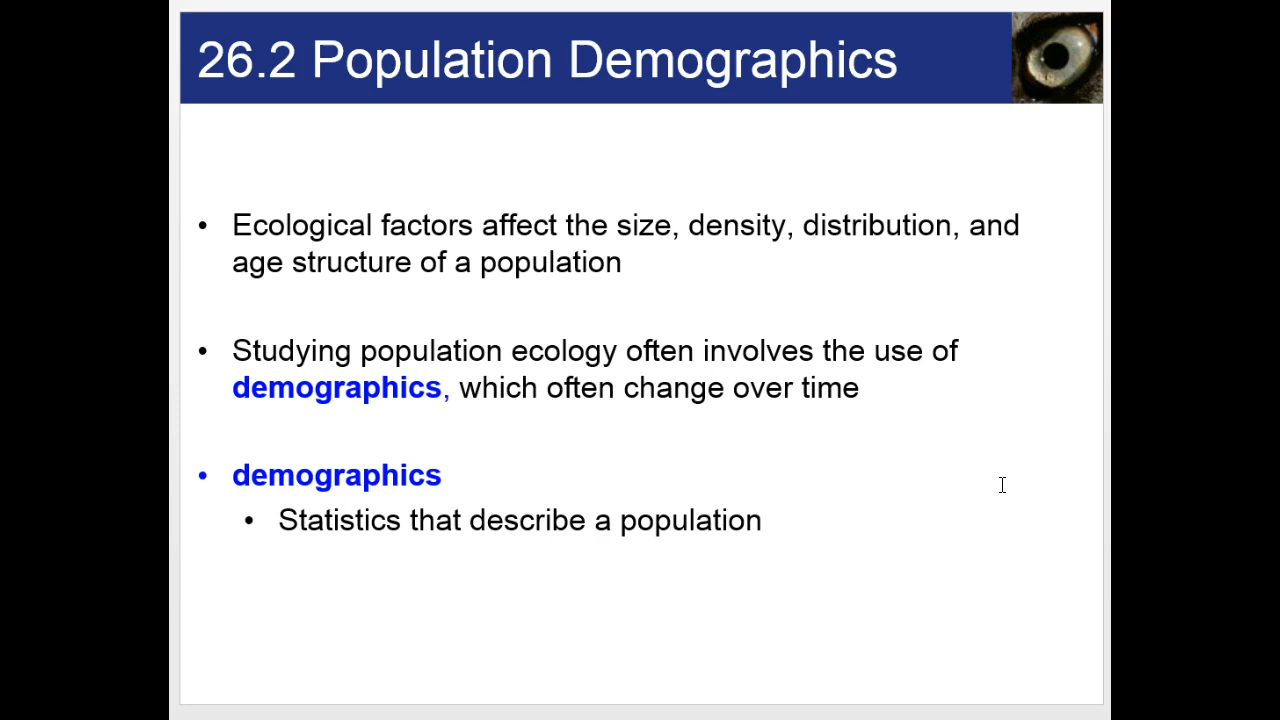 26.2 Population Demographics
• Ecological factors affect the size, density, distribution, and
age structure of a population
• Studying population ecology often involves the use of
demographics, which often change over time
• demographics
• Statistics that describe a population